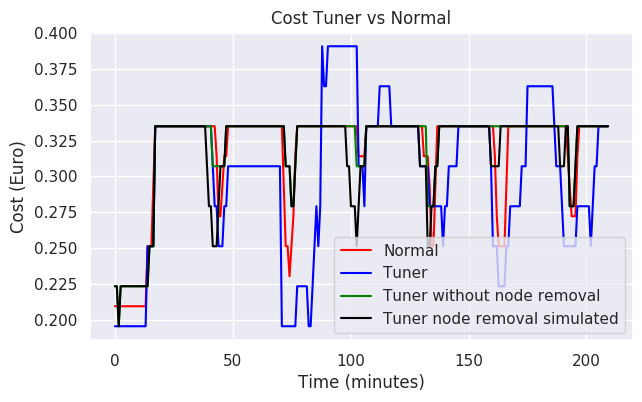 Cost Tuner vs Normal
0.400
0.375
0.350
0.325
0.300
0.275
0.250
0.225
0.200
Cost (Euro)
Normal
Tuner
Tuner without node removal
Tuner node removal simulated
0 50 100 150 200
Time (minutes)